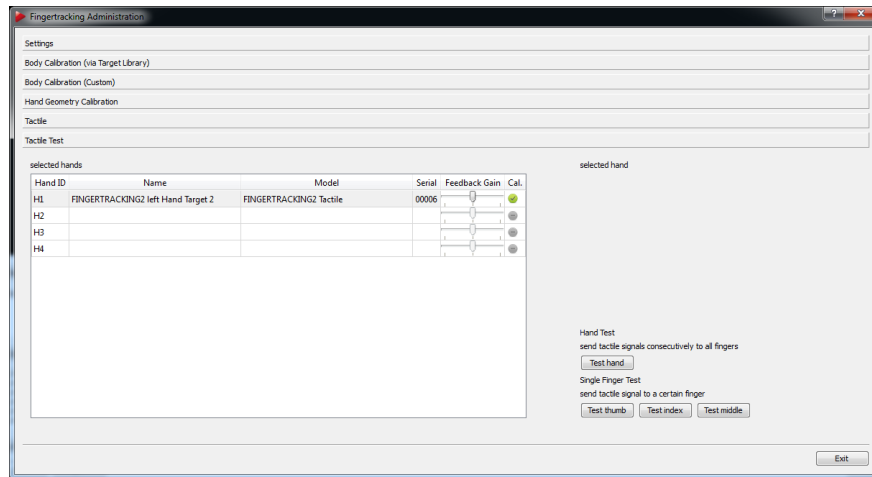 Fingertracking Administration
Settings
Body Calibration (via Target Library)
Body Calibration (Custom)
Hand Geometry Calibration
Tactile
Tactile Test
selected hands
selected hand
Hand ID Name Model Serial Feedback Gain Cal.
H1 FINGERTRACKING2 left Hand Target 2 FINGERTRACKING2 Tactile 00006
H2
H3
H4
Hand Test
send tactile signals consecutively to all fingers
Test hand
Single Finger Test
send tactile signal to a certain finger
Test thumb Test index Test middle
Exit